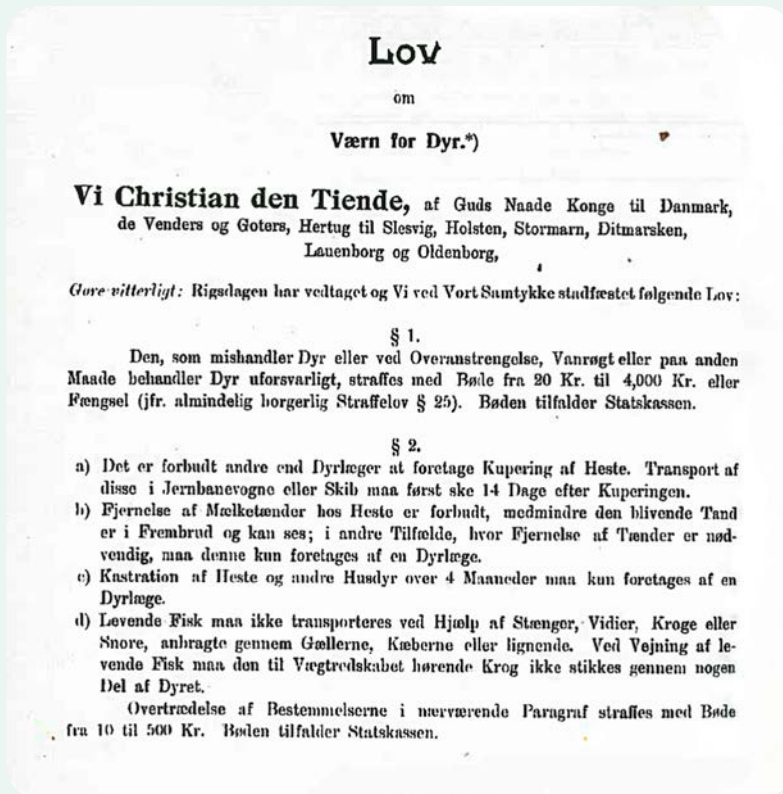 Lov
om
Værn for Dyr.*)
Vi Christian den Tiende, af Guds Naade Konge til Danmark,
de Venders og Goters, Hertug til Slesvig, Holsten, Stormarn, Ditmarsken,
Lauenborg og Oldenborg,
Gøre vitterligt: Rigsdagen har vedtaget og Vi ved Vort Samtykke stadfæstet følgende Lov:
§ 1.
Den, som mishandler Dyr eller ved Overanstrengelse, Vanrøgt eller paa anden
Maade behandler Dyr uforsvarligt, straffes med Bøde fra 20 Kr. til 4,000 Kr. eller
Fængsel (jfr. almindelig borgerlig Straffelov § 25). Bøden tilfalder Statskassen.
§ 2.
a) Det er forbudt andre end Dyrlæger at foretage Kupering af Heste. Transport af
disse i Jernbanevogne eller Skib maa først ske 14 Dage efter Kuperingen.
b) Fjernelse af Mælketænder hos Heste er forbudt, medmindre den blivende Tand
er i Frembrud og kan ses; i andre Tilfælde, hvor Fjernelse af Tænder er nød-
vendig, maa denne kun foretages af en Dyrlæge.
c) Kastration af Heste og andre Husdyr over 4 Maaneder maa kun foretages af en
Dyrlæge.
d) Levende Fisk maa ikke transporteres ved Hjælp af Stænger, Vidier, Kroge eller
Snore, anbragte gennem Gællerne, Kæberne eller lignende. Ved Vejning af le-
vende Fisk maa den til Vægtredskabet hørende Krog ikke stikkes gennem nogen
Del af Dyret.
Overtrædelse af Bestemmelserne i nærværende Paragraf straffes med Bøde
fra 10 til 500 Kr. Bøden tilfalder Statskassen.